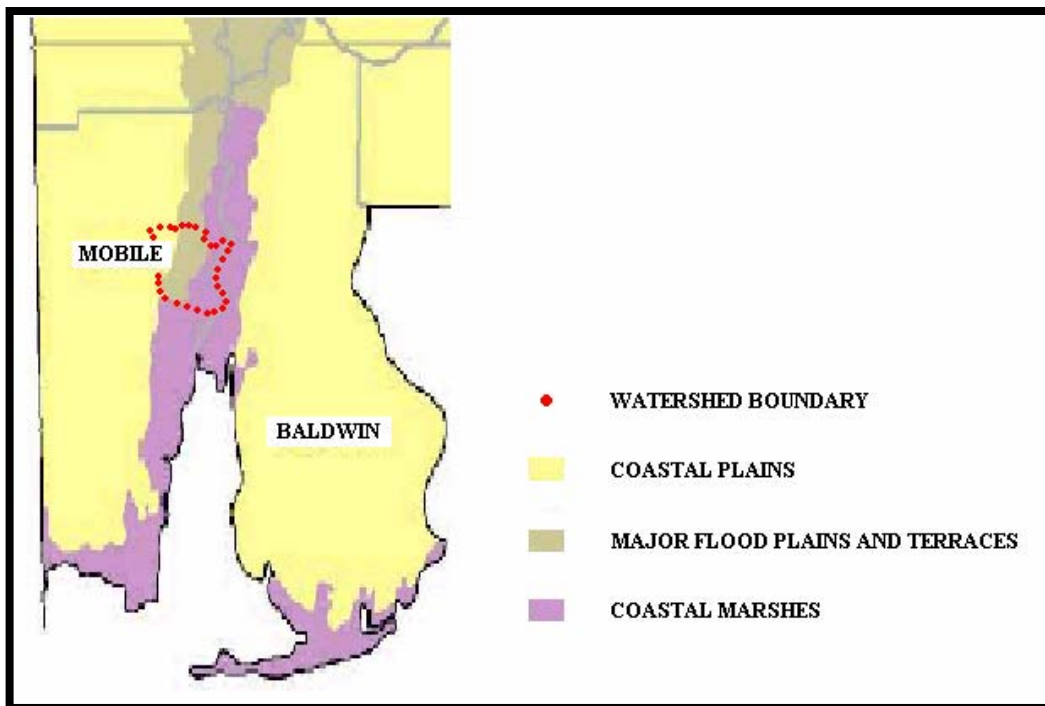 MOBILE
BALDWIN
WATERSHED BOUNDARY
COASTAL PLAINS
MAJOR FLOOD PLAINS AND TERRACES
COASTAL MARSHES